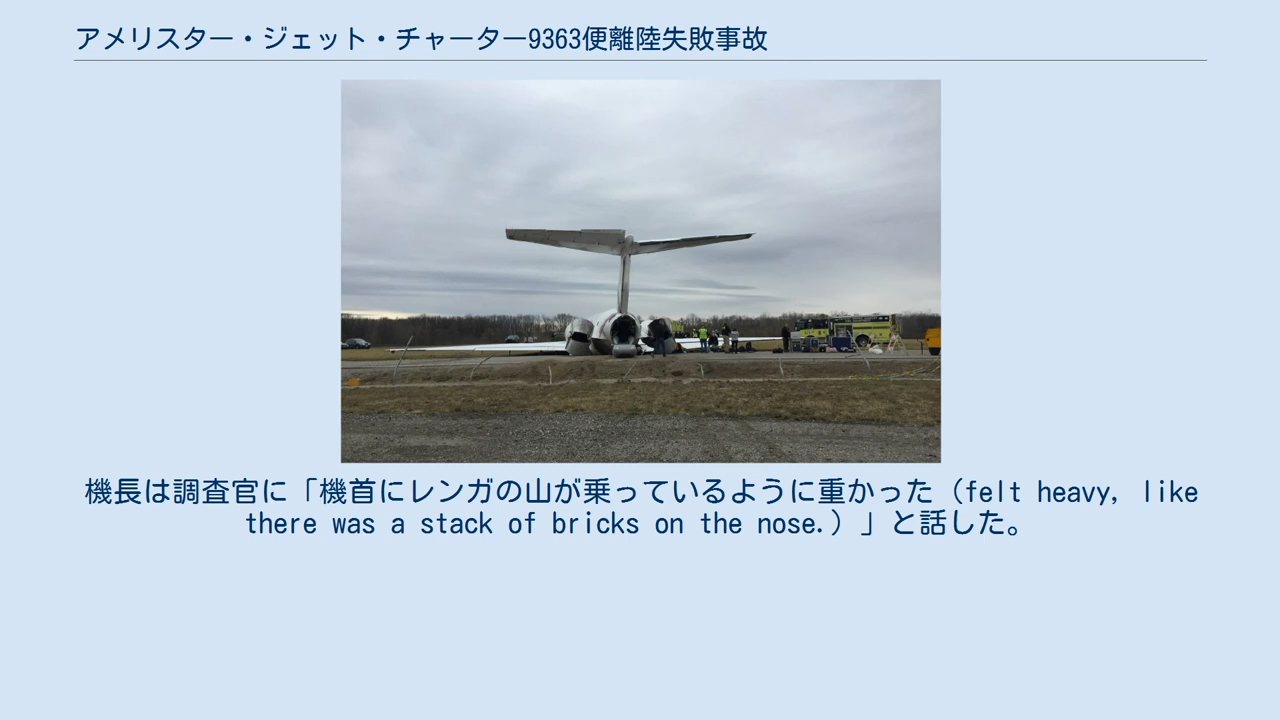 アメリスター・ジェット・チャーター9363便離陸失敗事故
機長は調査官に「機首にレンガの山が乗っているように重かった（felt heavy, like
there was a stack of bricks on the nose.）」と話した。